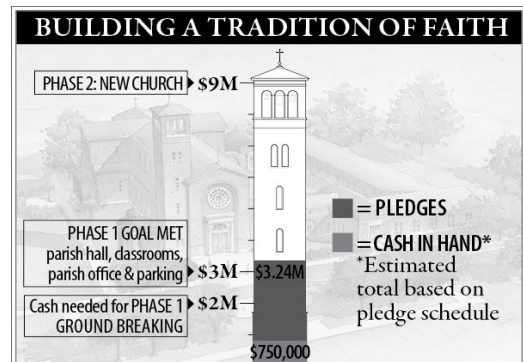 BUILDING A TRADITION OF FAITH
PHASE 2: NEW CHURCH $9M
PHASE 1 GOAL MET
parish hall, classrooms,
parish office & parking $3M $3.24M
Cash needed for PHASE 1
GROUND BREAKING $2M
$750,000
= PLEDGES
= CASH IN HAND*
*Estimated
total based on
pledge schedule